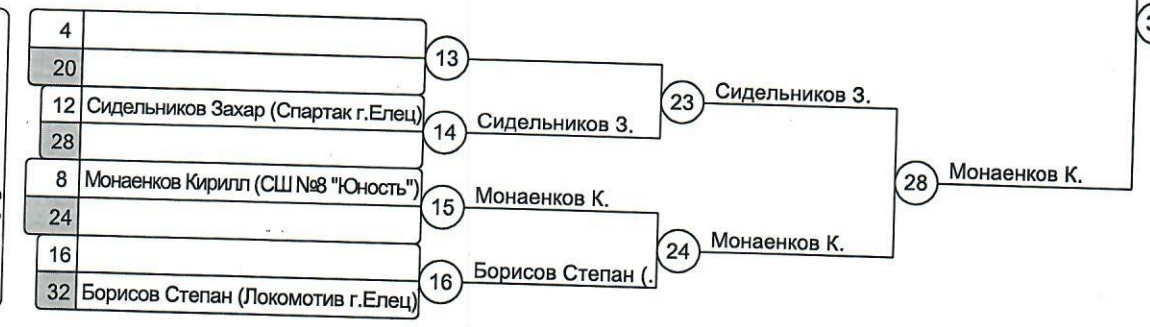 4
20
13
12 Сидельников Захар (Спартак г.Елец)
28
14 Сидельников З.
23 Сидельников З.
8 Монаенков Кирилл (СШ №8 "Юность")
24
15 Монаенков К.
28 Монаенков К.
16
32 Борисов Степан (Локомотив г.Елец)
16 Борисов Степан (.
24 Монаенков К.